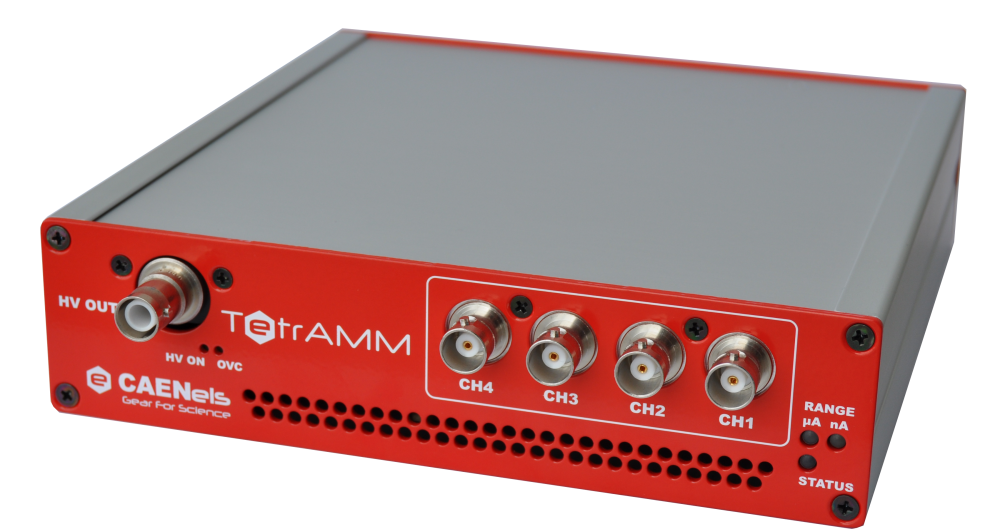 HV OUT
TetrAMM
HV ON OVC
e CAENels
Gear For Science
CH4 CH3 CH2 CH1
RANGE
µA nA
STATUS